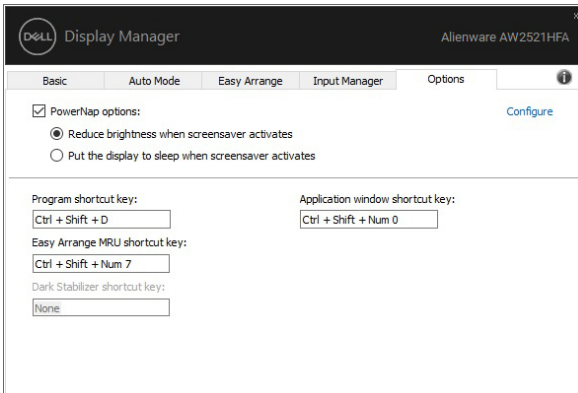 DELL Display Manager
Alienware AW2521HFA
Basic Auto Mode Easy Arrange Input Manager Options
PowerNap options:
Configure
Reduce brightness when screensaver activates
Put the display to sleep when screensaver activates
Program shortcut key:
Application window shortcut key:
Ctrl + Shift + D
Ctrl + Shift + Num 0
Easy Arrange MRU shortcut key:
Ctrl + Shift + Num 7
Dark Stabilizer shortcut key:
None